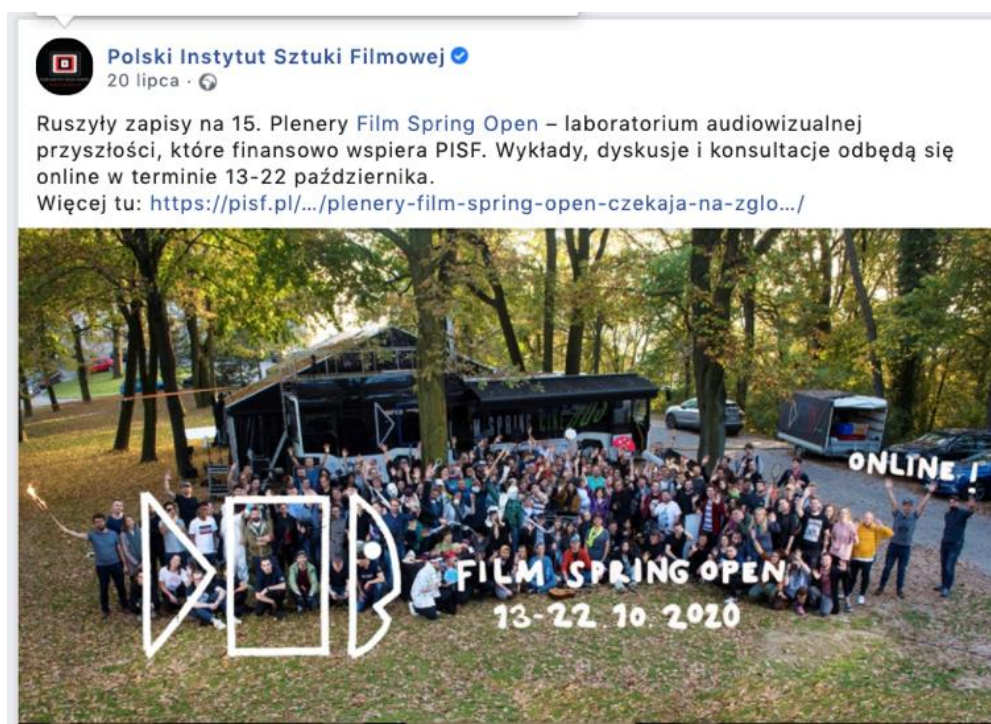 Polski Instytut Sztuki Filmowej
20 lipca ·
Ruszyły zapisy na 15. Plenery Film Spring Open – laboratorium audiowizualnej
przyszłości, które finansowo wspiera PISF. Wykłady, dyskusje i konsultacje odbędą się
online w terminie 13-22 października.
Więcej tu: https://pisf.pl/.../plenery-film-spring-open-czekaja-na-zglo.../
SPRING CINE
ONLINE !
FILM SPRING OPEN
13-22 10. 2020